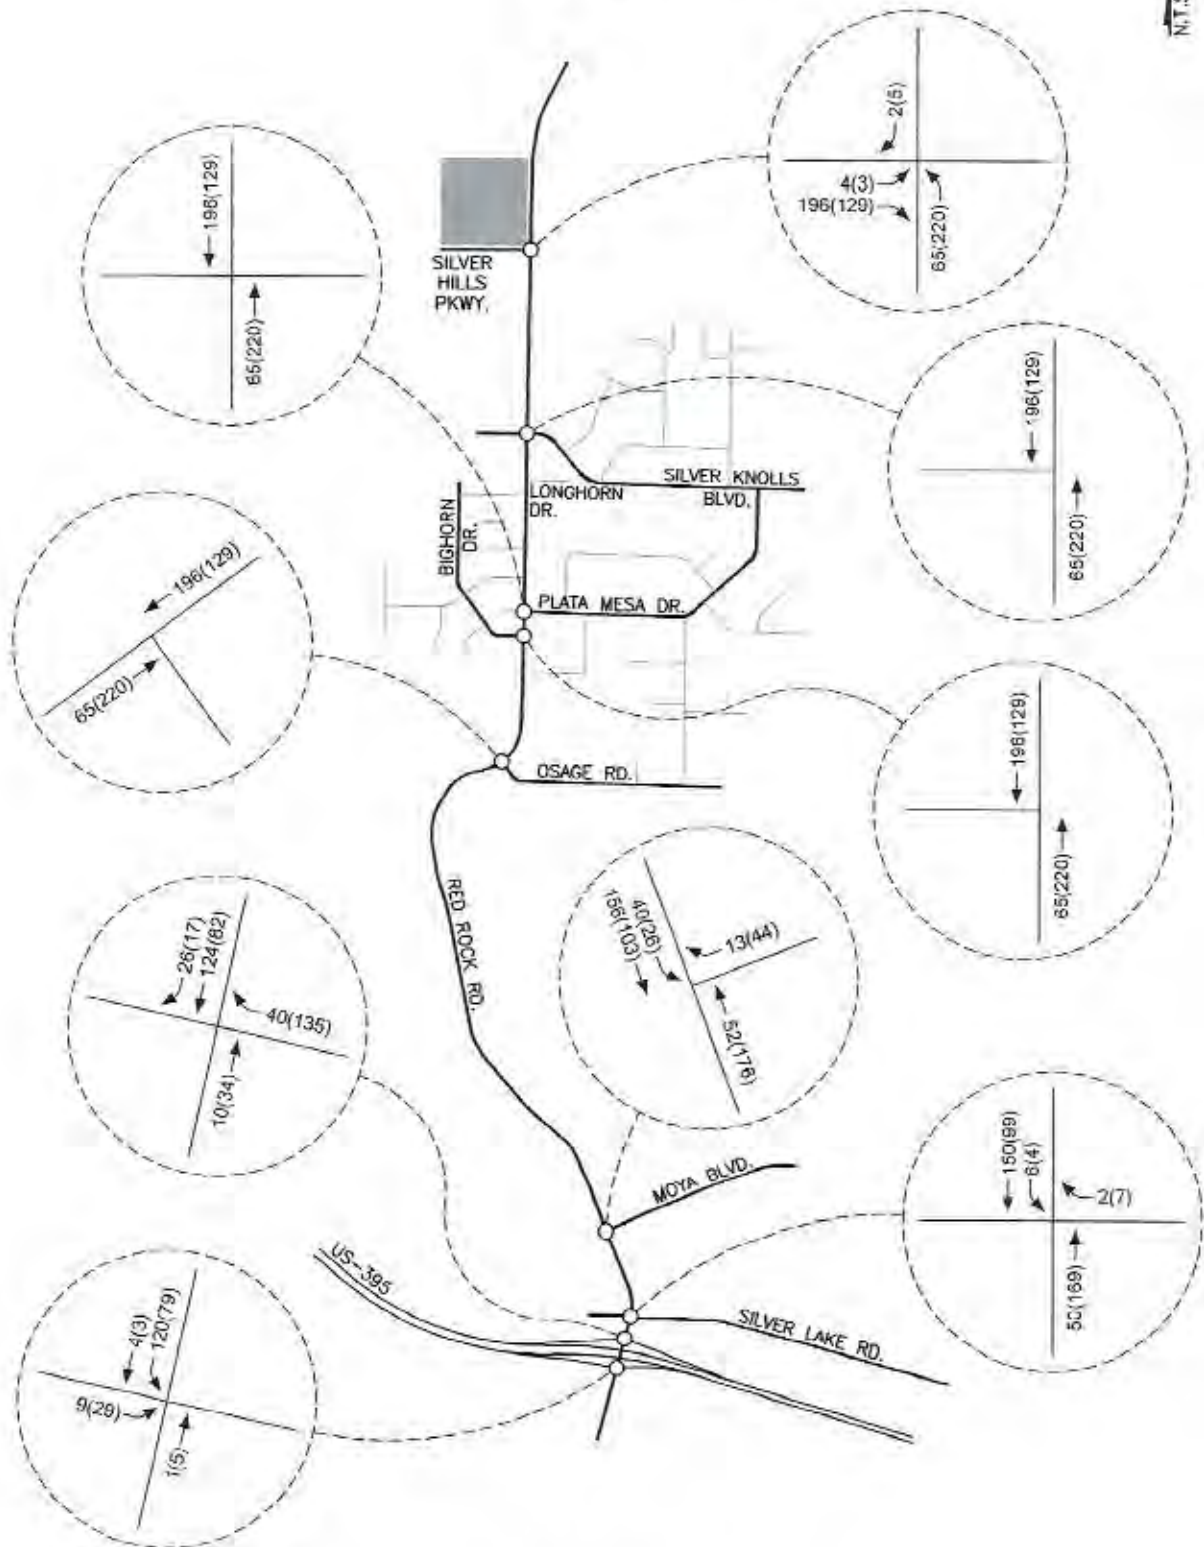 N.T.S
2(5)
4(3)
196(129)
65(220)
196(129)
65(220)
SILVER
HILLS
PKWY.
196(129)
65(220)
SILVER KNOLLS
BLVD.
LONGHORN
DR.
BIGHORN
DR.
PLATA MESA DR.
196(129)
65(220)
OSAGE RD.
196(129)
65(220)
RED ROCK RD.
26(17)
124(82)
40(135)
10(34)
40(26)
156(103)
13(44)
52(176)
MOYA BLVD.
150(99)
6(4)
2(7)
50(169)
US-395
SILVER LAKE RD.
4(3)
120(79)
9(29)
1(5)